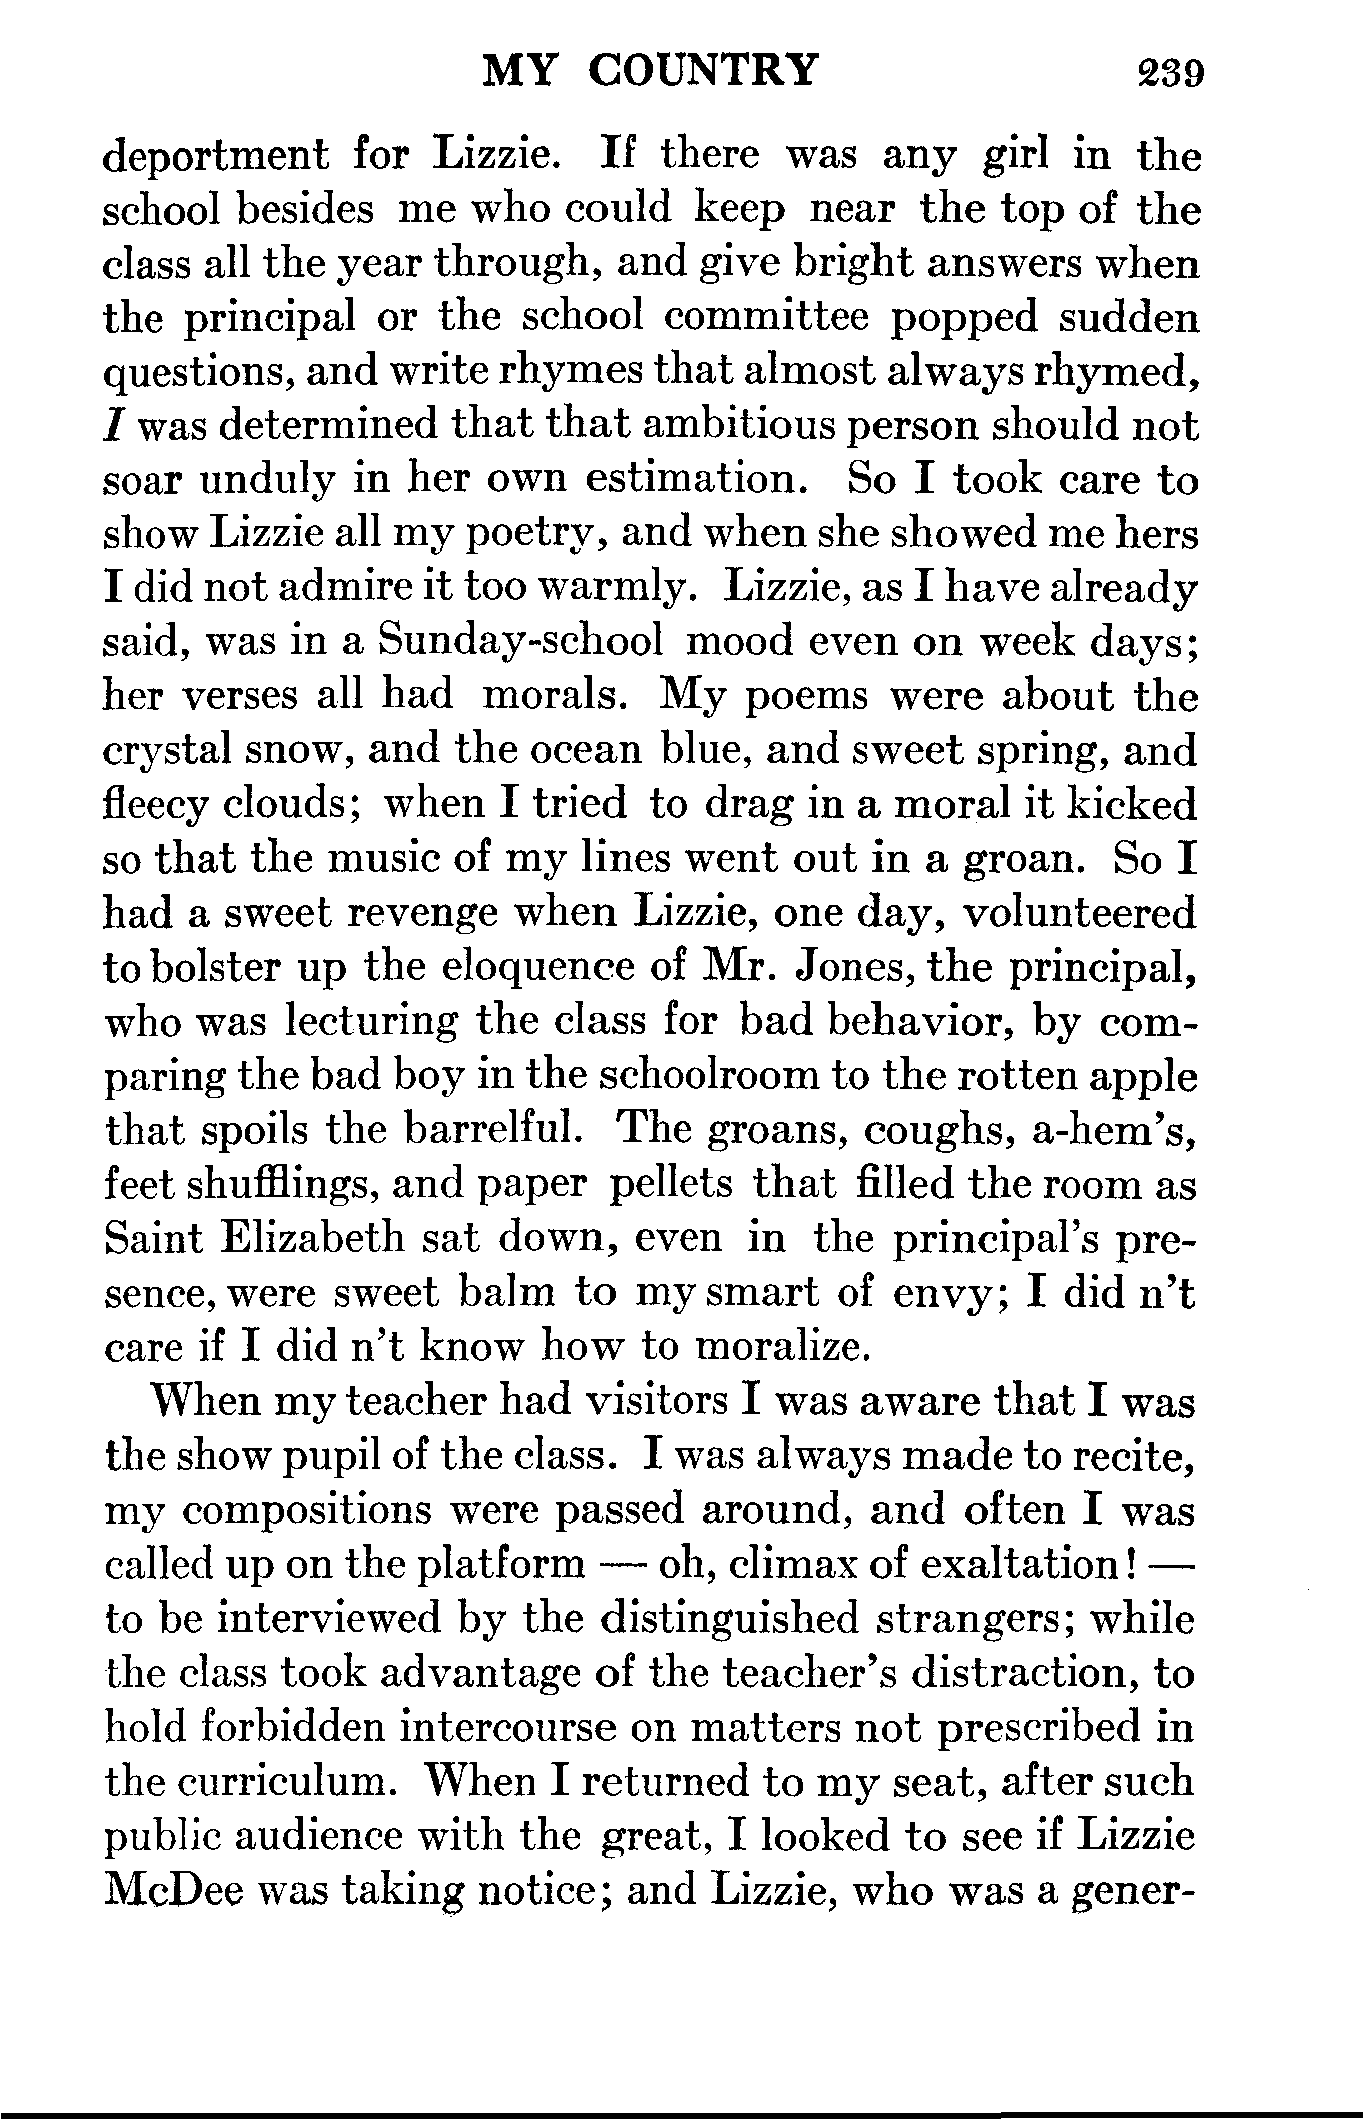 MY COUNTRY 239
deportment for Lizzie. If there was any girl in the
school besides me who could keep near the top of the
class all the year through, and give bright answers when
the principal or the school committee popped sudden
questions, and write rhymes that almost always rhymed,
I was determined that that ambitious person should not
soar unduly in her own estimation. So I took care to
show Lizzie all my poetry, and when she showed me hers
I did not admire it too warmly. Lizzie, as I have already
said, was in a Sunday-school mood even on week days;
her verses all had morals. My poems were about the
crystal snow, and the ocean blue, and sweet spring, and
fleecy clouds; when I tried to drag in a moral it kicked
so that the music of my lines went out in a groan. So I
had a sweet revenge when Lizzie, one day, volunteered
to bolster up the eloquence of Mr. Jones, the principal,
who was lecturing the class for bad behavior, by com-
paring the bad boy in the schoolroom to the rotten apple
that spoils the barrelful. The groans, coughs, a-hem's,
feet shufflings, and paper pellets that filled the room as
Saint Elizabeth sat down, even in the principal's pre-
sence, were sweet balm to my smart of envy; I did n't
care if I did n't know how to moralize.
When my teacher had visitors I was aware that I was
the show pupil of the class. I was always made to recite,
my compositions were passed around, and often I was
called up on the platform — oh, climax of exaltation! —
to be interviewed by the distinguished strangers; while
the class took advantage of the teacher's distraction, to
hold forbidden intercourse on matters not prescribed in
the curriculum. When I returned to my seat, after such
public audience with the great, I looked to see if Lizzie
McDee was taking notice; and Lizzie, who was a gener-